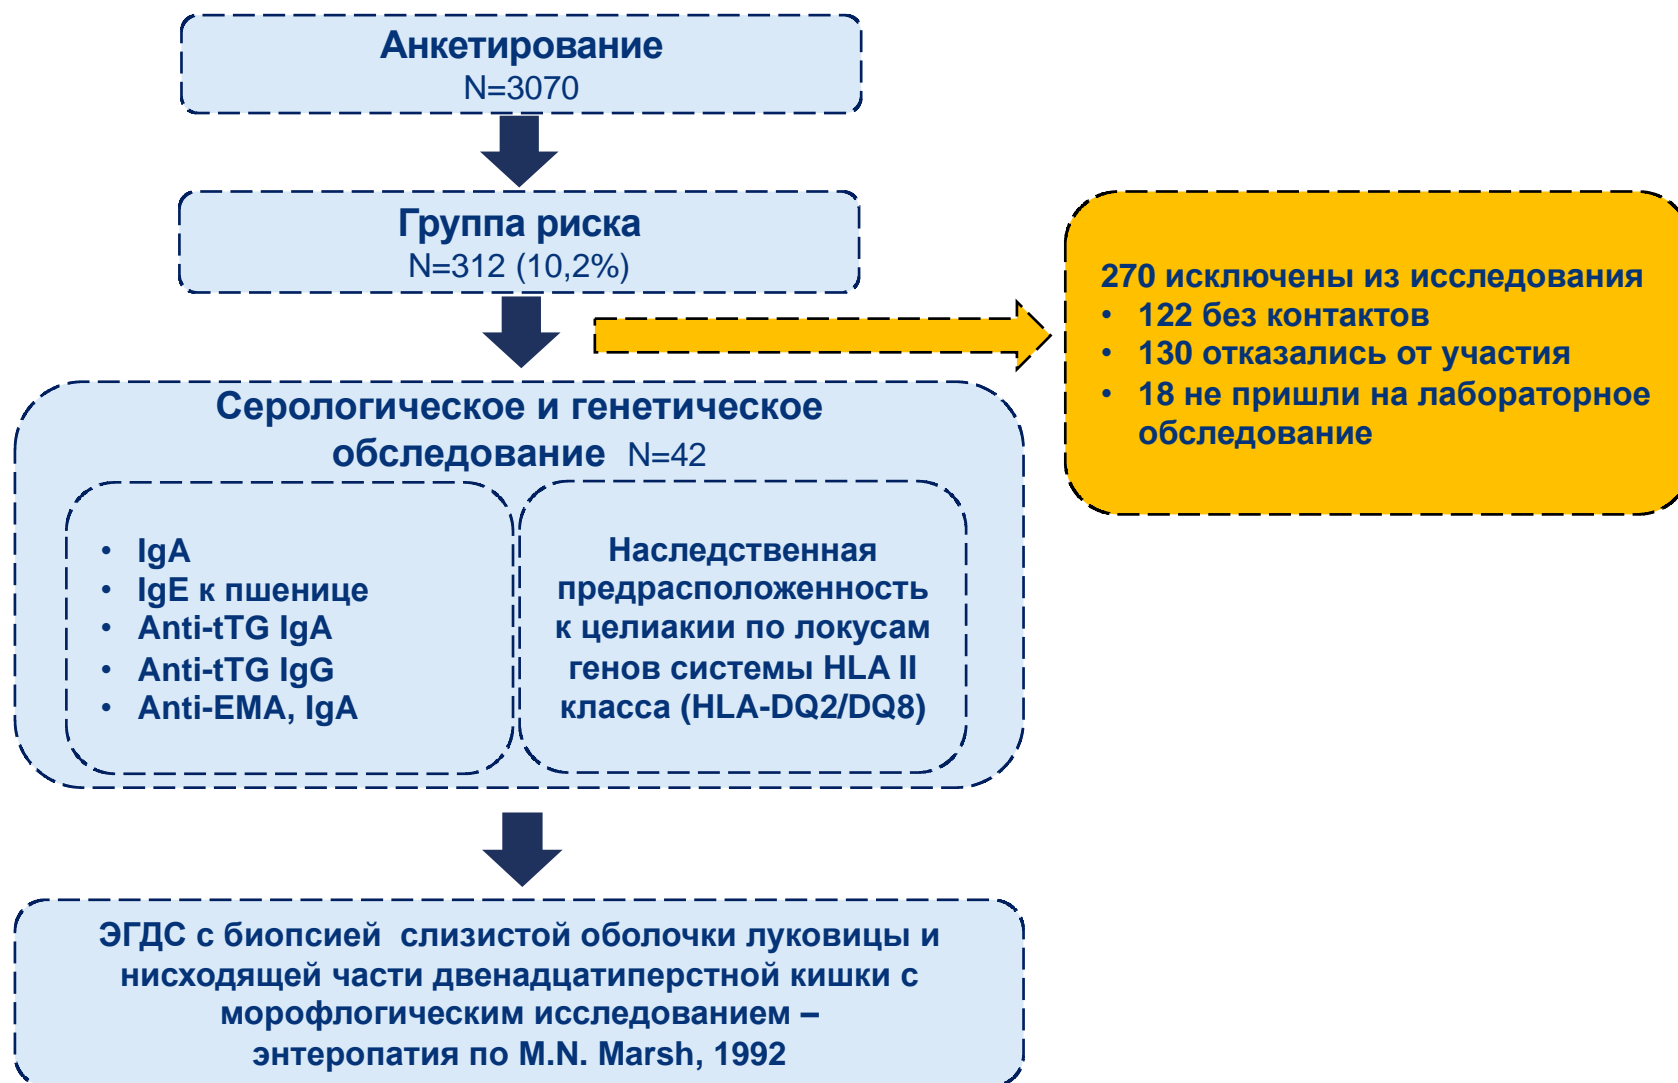 Анкетирование
N=3070
Группа риска
N=312 (10,2%)
270 исключены из исследования
• 122 без контактов
• 130 отказались от участия
• 18 не пришли на лабораторное
обследование
Серологическое и генетическое
обследование N=42
• IgA
• IgE к пшенице
• Anti-tTG IgA
• Anti-tTG IgG
• Anti-EMA, IgA
Наследственная
предрасположенность
к целиакии по локусам
генов системы HLA II
класса (HLA-DQ2/DQ8)
ЭГДС с биопсией слизистой оболочки луковицы и
нисходящей части двенадцатиперстной кишки с
морофлогическим исследованием –
энтеропатия по M.N. Marsh, 1992